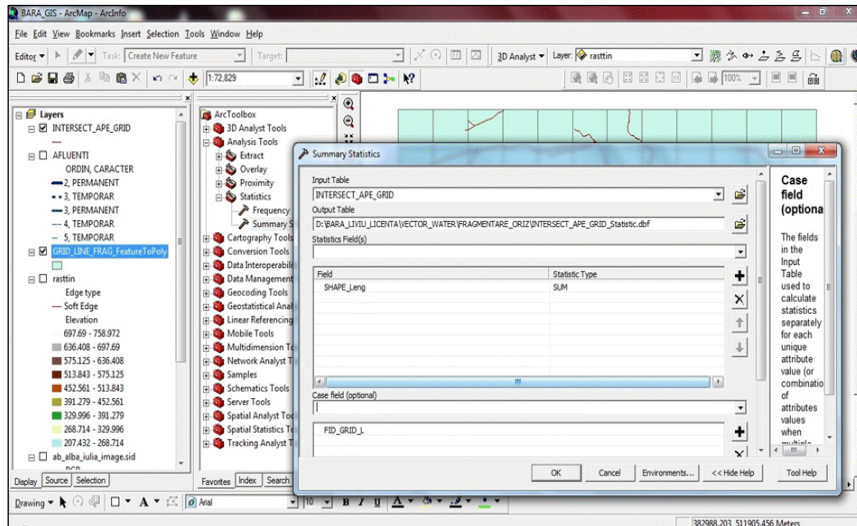 BARA_GIS - ArcMap - ArcInfo
File Edit View Bookmarks Insert Selection Tools Window Help
Editor Task: Create New Feature Target: 3D Analyst Layer: rasttin
1:72,829 100%
Layers
INTERSECT_APE_GRID
AFLUENTI
ORDIN, CARACTER
2, PERMANENT
3, TEMPORAR
3, PERMANENT
4, TEMPORAR
5, TEMPORAR
GRID_LINE_FRAG_FeatureToPoly
rasttin
Edge type
Soft Edge
Elevation
697.69 - 758.972
636.408 - 697.69
575.125 - 636.408
513.843 - 575.125
452.561 - 513.843
391.279 - 452.561
329.996 - 391.279
268.714 - 329.996
207.432 - 268.714
ab_alba_iulia_image.sid
Display Source Selection
ArcToolbox
3D Analyst Tools
Analysis Tools
Extract
Overlay
Proximity
Statistics
Frequency
Summary S
Cartography Tools
Conversion Tools
Data Interoperabili
Data Management
Geocoding Tools
Geostatistical Anal
Linear Referencing
Mobile Tools
Multidimension To
Network Analyst T
Samples
Schematics Tools
Server Tools
Spatial Analyst Too
Spatial Statistics To
Tracking Analyst T
Favorites Index Search
Summary Statistics
Input Table
INTERSECT_APE_GRID
Output Table
D:\BARA_LIVIU_LICENTA\VECTOR_WATER\FRAGMENTARE_ORIZ\INTERSECT_APE_GRID_Statistic.dbf
Statistics Field(s)
Field Statistic Type
SHAPE_Leng SUM
Case field (optional)
FID_GRID_L
OK Cancel Environments... << Hide Help Tool Help
Case
field
(optiona
The fields
in the
Input
Table
used to
calculate
statistics
separately
for each
unique
attribute
value (or
combinatio
of
attributes
values
when
multiple
Drawing A Arial 10 B I U A
382988.203 511905.456 Meters